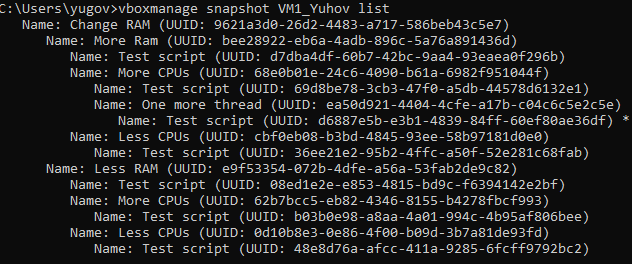 C:\Users\yugov>vboxmanage snapshot VM1_Yuhov list
Name: Change RAM (UUID: 9621a3d0-26d2-4483-a717-586beb43c5e7)
Name: More Ram (UUID: bee28922-eb6a-4adb-896c-5a76a891436d)
Name: Test script (UUID: d7dba4df-60b7-42bc-9aa4-93eaea0f296b)
Name: More CPUs (UUID: 68e0b01e-24c6-4090-b61a-6982f951044f)
Name: Test script (UUID: 69d8be78-3cb3-47f0-a5db-44578d6132e1)
Name: One more thread (UUID: ea50d921-4404-4cfe-a17b-c04c6c5e2c5e)
Name: Test script (UUID: d6887e5b-e3b1-4839-84ff-60ef80ae36df) *
Name: Less CPUs (UUID: cbf0eb08-b3bd-4845-93ee-58b97181d0e0)
Name: Test script (UUID: 36ee21e2-95b2-4ffc-a50f-52e281c68fab)
Name: Less RAM (UUID: e9f53354-072b-4dfe-a56a-53fab2de9c82)
Name: Test script (UUID: 08ed1e2e-e853-4815-bd9c-f6394142e2bf)
Name: More CPUs (UUID: 62b7bcc5-eb82-4346-8155-b4278fbcf993)
Name: Test script (UUID: b03b0e98-a8aa-4a01-994c-4b95af806bee)
Name: Less CPUs (UUID: 0d10b8e3-0e86-4f00-b09d-3b7a81de93fd)
Name: Test script (UUID: 48e8d76a-afcc-411a-9285-6fcff9792bc2)